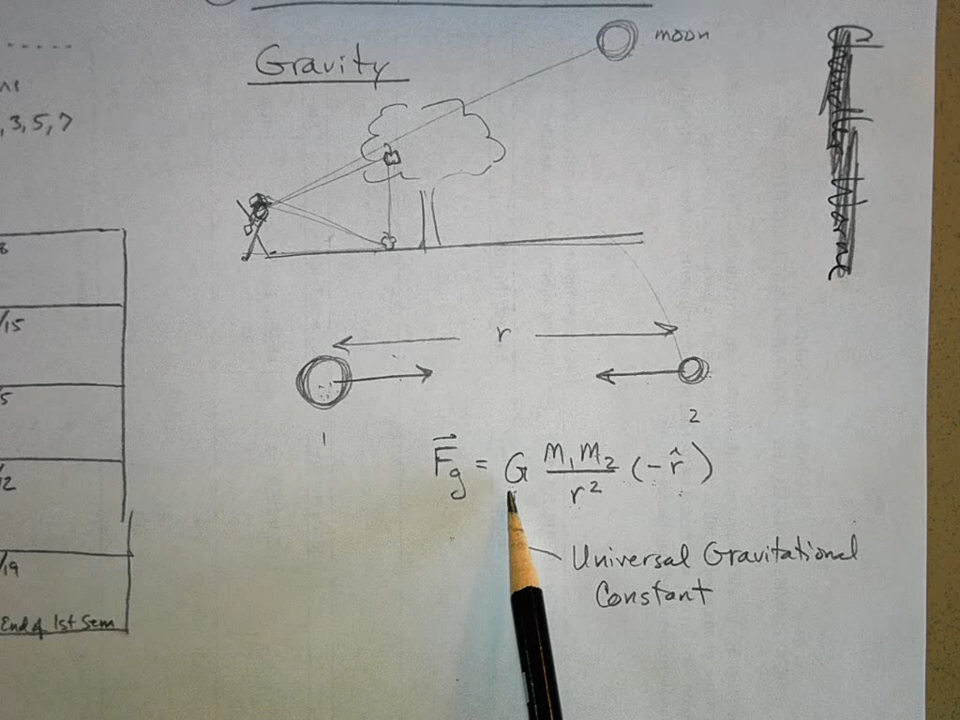 Gravity
moon
3, 5, 7
/15
5
/12
/19
End of 1st Sem
r
1
2
F⃗g = G m₁m₂/r² (-r̂)
Universal Gravitational
Constant